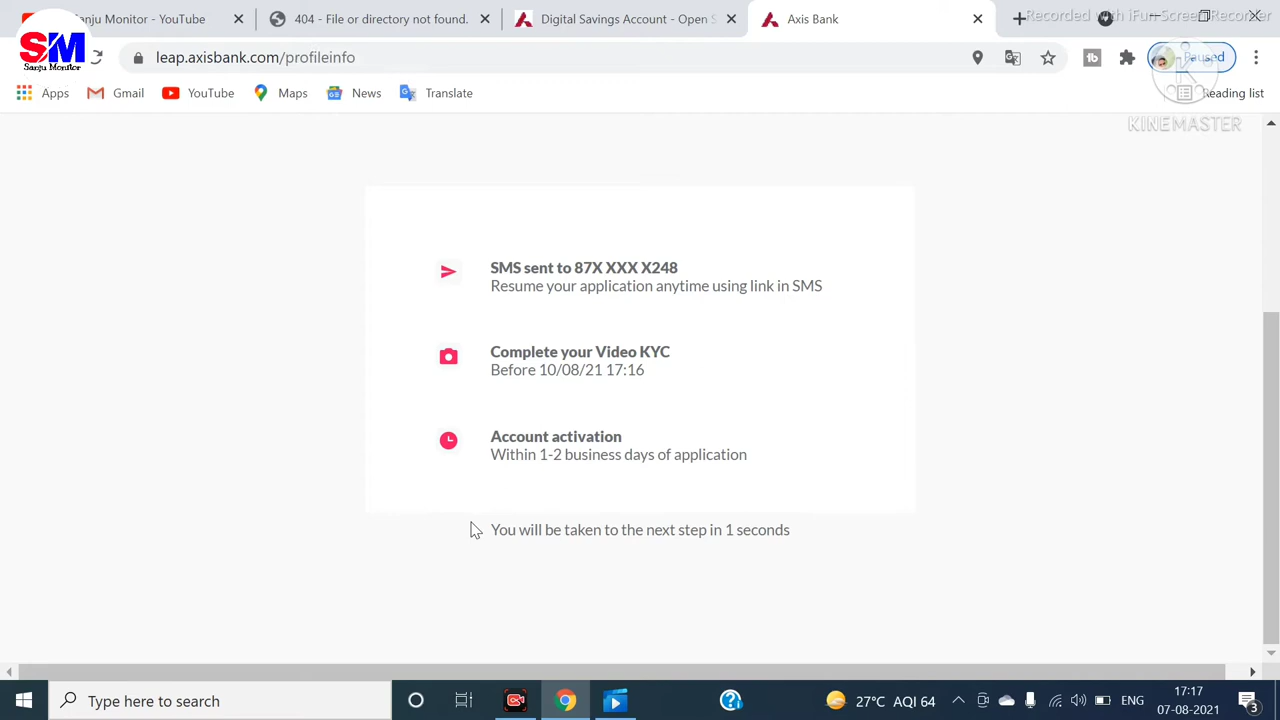 Sanju Monitor - YouTube
404 - File or directory not found.
Digital Savings Account - Open S
Axis Bank
Recorded with iFun Screen Recorder
SM
Sanju Monitor
leap.axisbank.com/profileinfo
Paused
Apps
Gmail
YouTube
Maps
News
Translate
Reading list
KINEMASTER
SMS sent to 87X XXX X248
Resume your application anytime using link in SMS
Complete your Video KYC
Before 10/08/21 17:16
Account activation
Within 1-2 business days of application
You will be taken to the next step in 1 seconds
Type here to search
27°C AQI 64
ENG
17:17
07-08-2021
3